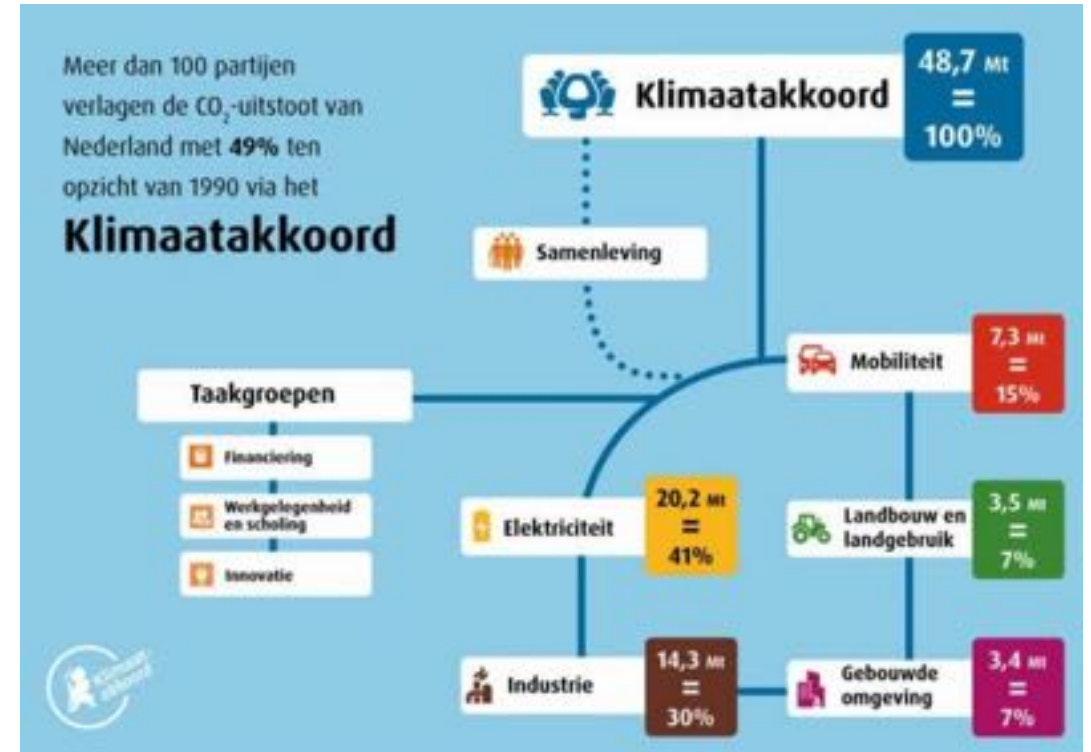 Meer dan 100 partijen
verlagen de CO₂-uitstoot van
Nederland met 49% ten
opzicht van 1990 via het
Klimaatakkoord
Klimaatakkoord
48,7 Mt
=
100%
Samenleving
Mobiliteit
7,3 Mt
=
15%
Taakgroepen
Financiering
Werkgelegenheid
en scholing
Innovatie
Elektriciteit
20,2 Mt
=
41%
Landbouw en
landgebruik
3,5 Mt
=
7%
Industrie
14,3 Mt
=
30%
Gebouwde
omgeving
3,4 Mt
=
7%
Klimaat
akkoord